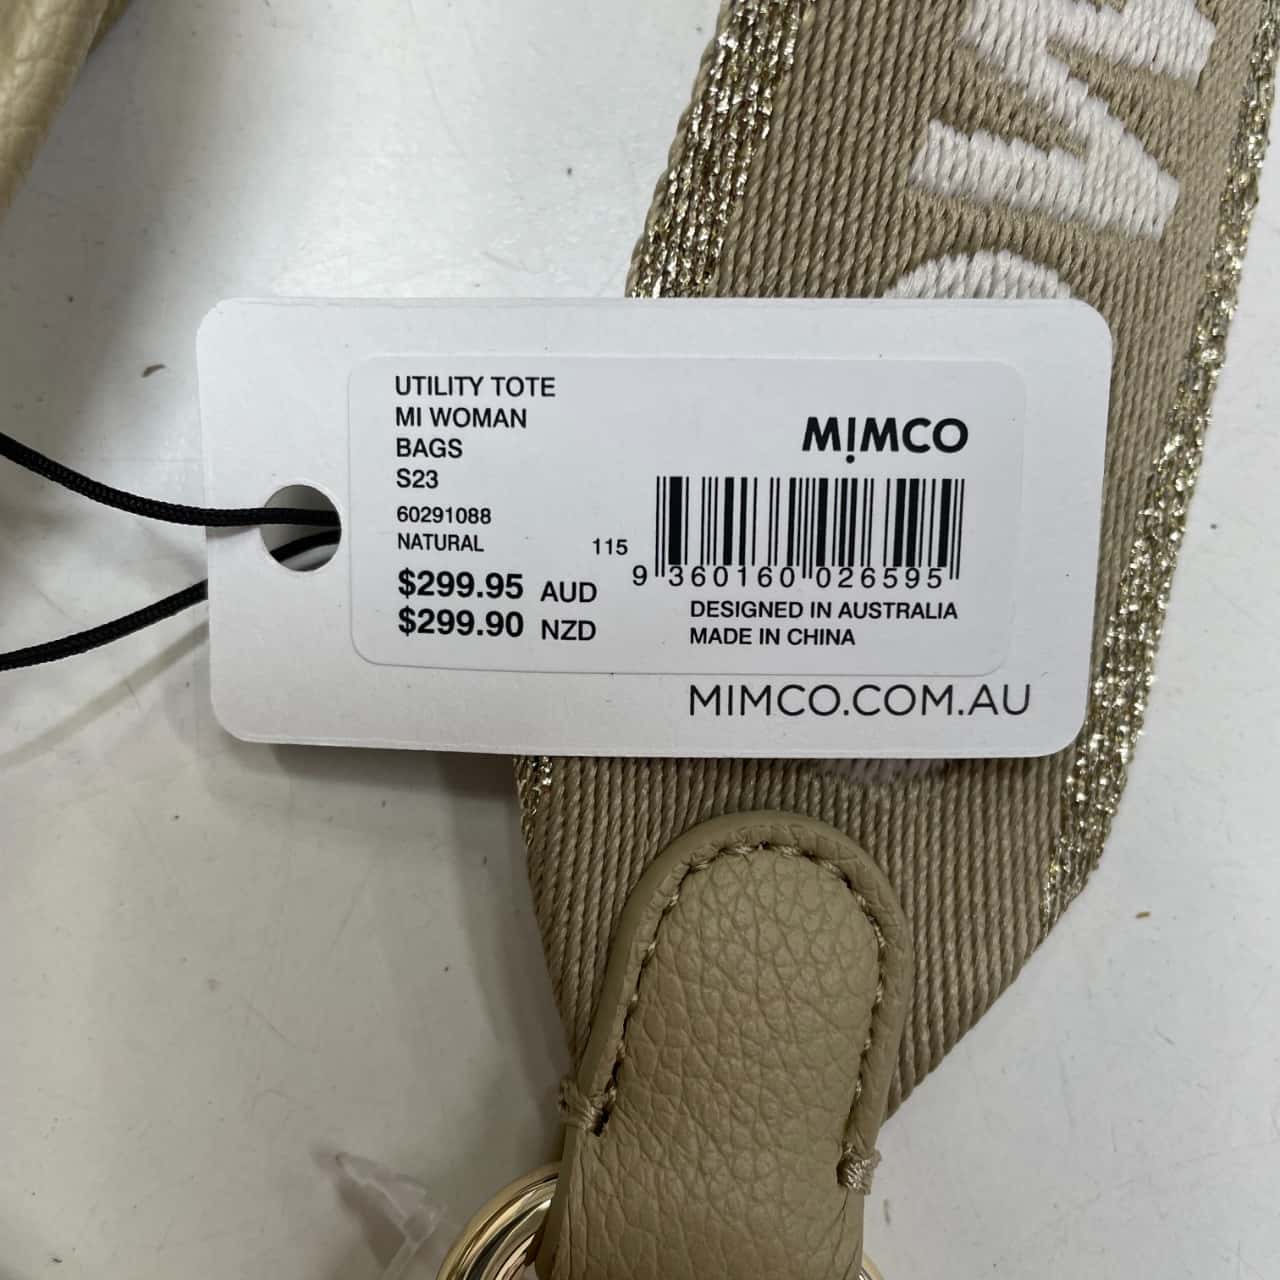 UTILITY TOTE
MI WOMAN
BAGS
S23
60291088
NATURAL
115
$299.95 AUD
$299.90 NZD
MIMCO
9 360160 026595
DESIGNED IN AUSTRALIA
MADE IN CHINA
MIMCO.COM.AU